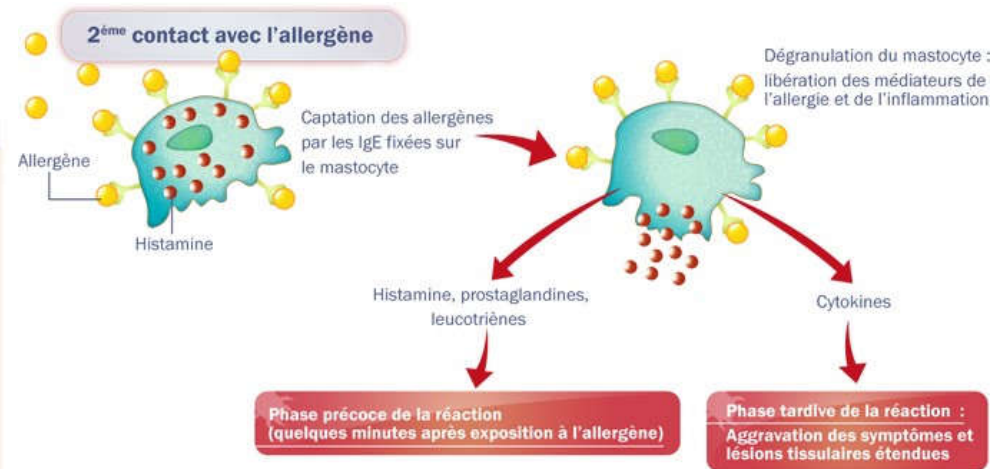 2ème contact avec l'allergène
Allergène
Histamine
Captation des allergènes
par les IgE fixées sur
le mastocyte
Dégranulation du mastocyte :
libération des médiateurs de
l'allergie et de l'inflammation
Histamine, prostaglandines,
leucotriènes
Cytokines
Phase précoce de la réaction
(quelques minutes après exposition à l'allergène)
Phase tardive de la réaction :
Aggravation des symptômes et
lésions tissulaires étendues